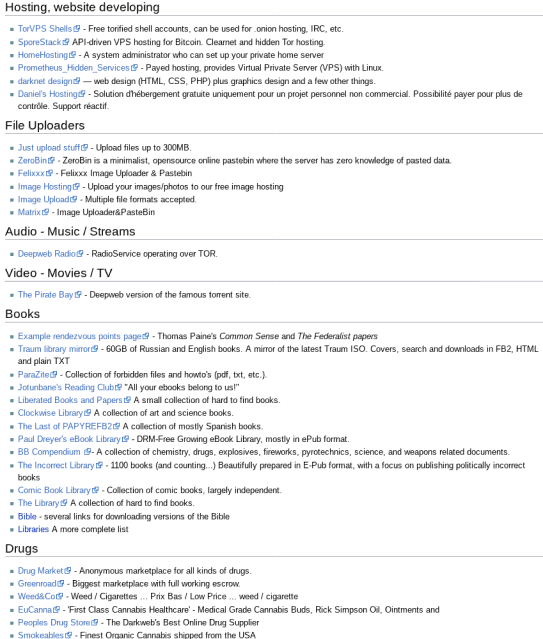 Hosting, website developing
TorVPS Shells - Free torified shell accounts, can be used for .onion hosting, IRC, etc.
SporeStack API-driven VPS hosting for Bitcoin. Clearnet and hidden Tor hosting.
HomeHosting - A system administrator who can set up your private home server
Prometheus_Hidden_Services - Payed hosting, provides Virtual Private Server (VPS) with Linux.
darknet design — web design (HTML, CSS, PHP) plus graphics design and a few other things.
Daniel's Hosting - Solution d'hébergement gratuite uniquement pour un projet personnel non commercial. Possibilité payer pour plus de
contrôle. Support réactif.
File Uploaders
Just upload stuff - Upload files up to 300MB.
ZeroBin - ZeroBin is a minimalist, opensource online pastebin where the server has zero knowledge of pasted data.
Felixxx - Felixxx Image Uploader & Pastebin
Image Hosting - Upload your images/photos to our free image hosting
Image Upload - Multiple file formats accepted.
Matrix - Image Uploader&PasteBin
Audio - Music / Streams
Deepweb Radio - RadioService operating over TOR.
Video - Movies / TV
The Pirate Bay - Deepweb version of the famous torrent site.
Books
Example rendezvous points page - Thomas Paine's Common Sense and The Federalist papers
Traum library mirror - 60GB of Russian and English books. A mirror of the latest Traum ISO. Covers, search and downloads in FB2, HTML
and plain TXT
ParaZite - Collection of forbidden files and howto's (pdf, txt, etc.).
Jotunbane's Reading Club "All your ebooks belong to us!"
Liberated Books and Papers A small collection of hard to find books.
Clockwise Library A collection of art and science books.
The Last of PAPYREFB2 A collection of mostly Spanish books.
Paul Dreyer's eBook Library - DRM-Free Growing eBook Library, mostly in ePub format.
BB Compendium - A collection of chemistry, drugs, explosives, fireworks, pyrotechnics, science, and weapons related documents.
The Incorrect Library - 1100 books (and counting...) Beautifully prepared in E-Pub format, with a focus on publishing politically incorrect
books
Comic Book Library - Collection of comic books, largely independent.
The Library A collection of hard to find books.
Bible - several links for downloading versions of the Bible
Libraries A more complete list
Drugs
Drug Market - Anonymous marketplace for all kinds of drugs.
Greenroad - Biggest marketplace with full working escrow.
Weed&Co - Weed / Cigarettes ... Prix Bas / Low Price ... weed / cigarette
EuCanna - 'First Class Cannabis Healthcare' - Medical Grade Cannabis Buds, Rick Simpson Oil, Ointments and
Peoples Drug Store - The Darkweb's Best Online Drug Supplier
Smokeables - Finest Organic Cannabis shipped from the USA